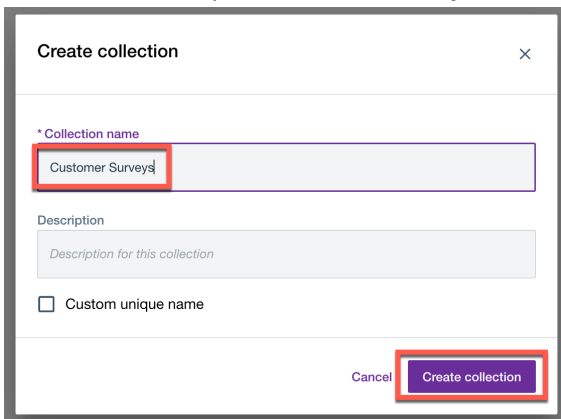 Create collection
* Collection name
Customer Surveys
Description
Description for this collection
Custom unique name
Cancel Create collection